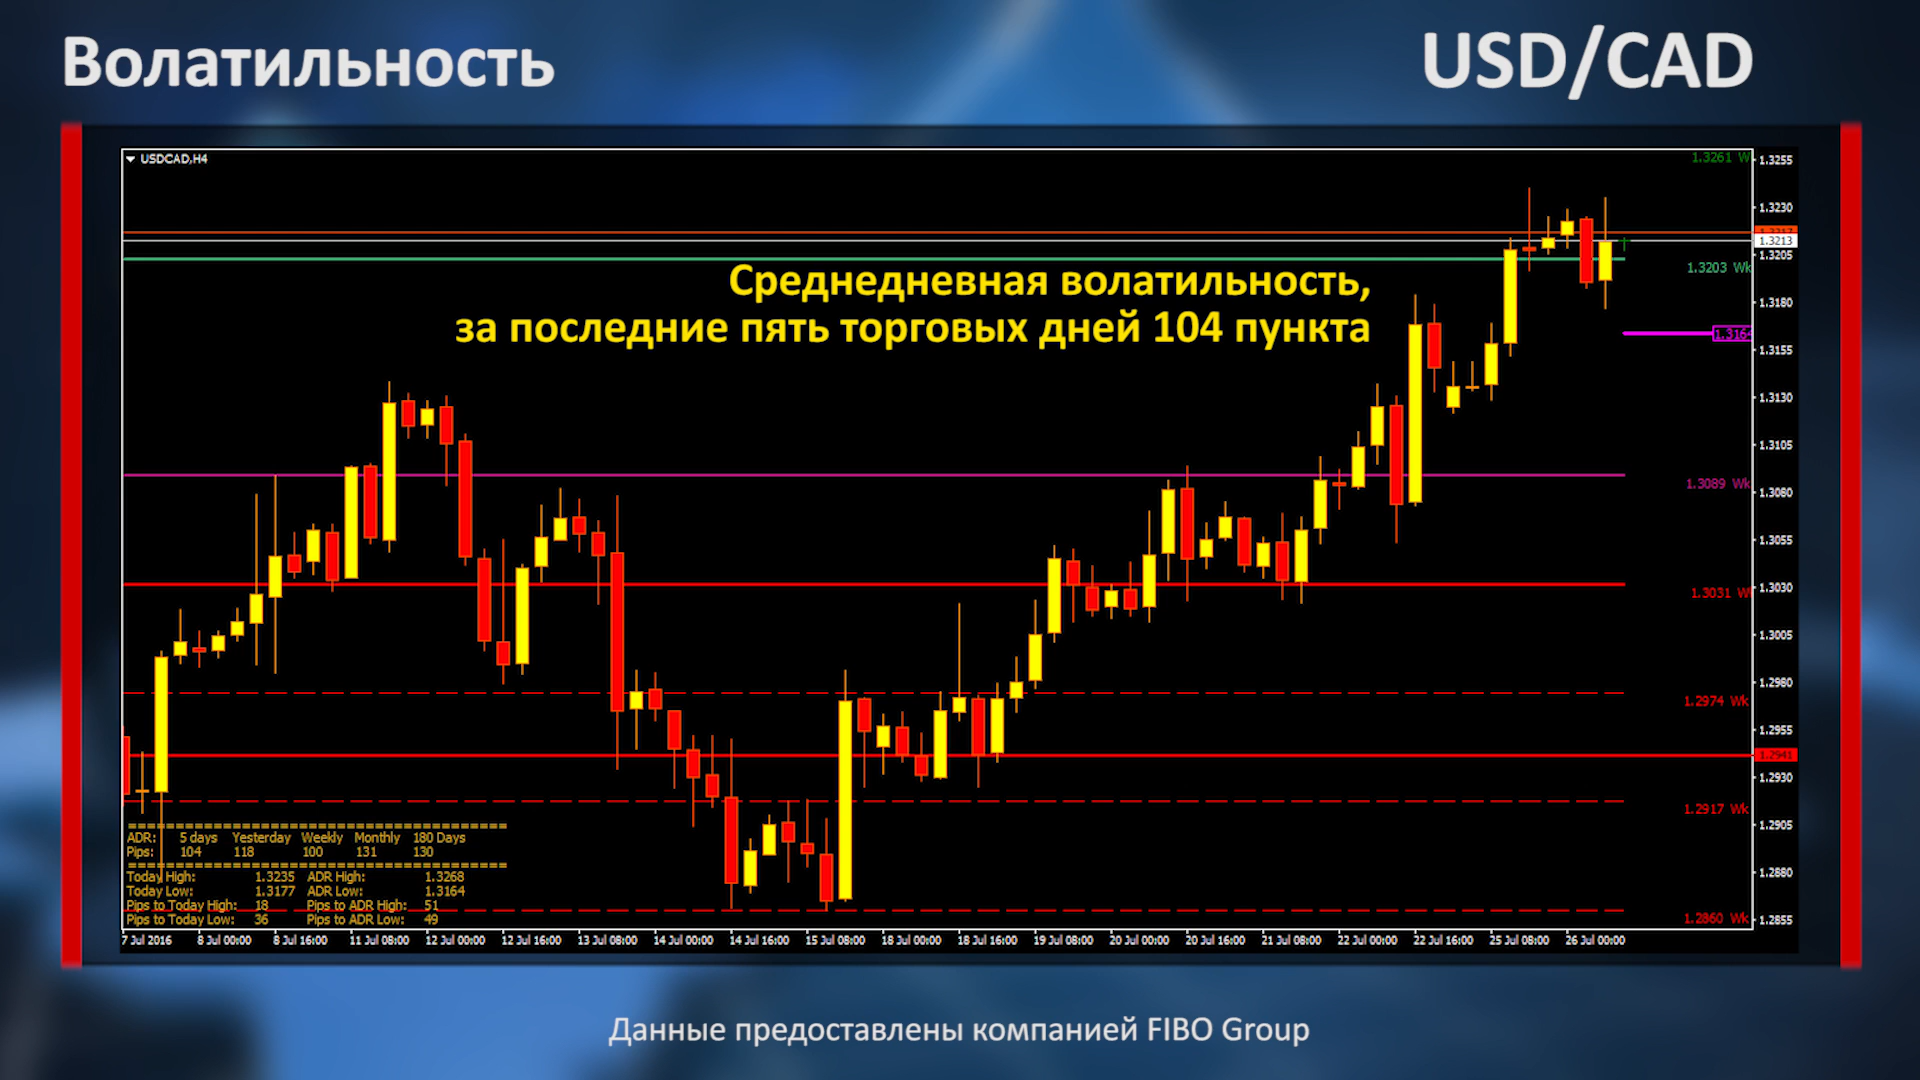 Волатильность
USD/CAD
USDCAD,H4
1.3261 W
1.3255
1.3230
1.3213
1.3205
1.3203 Wk
Среднедневная волатильность,
за последние пять торговых дней 104 пункта
1.3180
1.3164
1.3155
1.3130
1.3105
1.3089 Wk
1.3080
1.3055
1.3030
1.3031 W
1.3005
1.2980
1.2974 Wk
1.2955
1.2941
1.2930
1.2917 Wk
1.2905
1.2880
1.2860 Wk
1.2855
ADR: 5 days Yesterday Weekly Monthly 180 Days
Pips: 104 118 100 131 130
Today High: 1.3235 ADR High: 1.3268
Today Low: 1.3177 ADR Low: 1.3164
Pips to Today High: 18 Pips to ADR High: 51
Pips to Today Low: 36 Pips to ADR Low: 49
7 Jul 2016 8 Jul 00:00 8 Jul 16:00 11 Jul 08:00 12 Jul 00:00 12 Jul 16:00 13 Jul 08:00 14 Jul 00:00 14 Jul 16:00 15 Jul 08:00 18 Jul 00:00 18 Jul 16:00 19 Jul 08:00 20 Jul 00:00 20 Jul 16:00 21 Jul 08:00 22 Jul 00:00 22 Jul 16:00 25 Jul 08:00 26 Jul 00:00
Данные предоставлены компанией FIBO Group